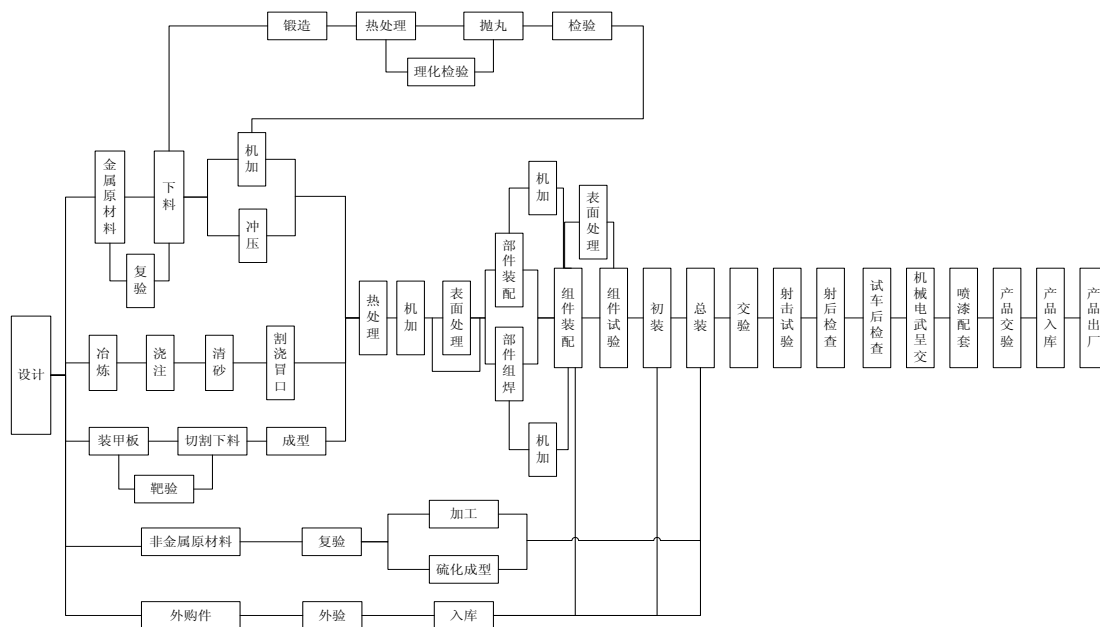 锻造
热处理
抛丸
检验
理化检验
金属原材料
下料
机加
冲压
复验
机加
表面处理
部件装配
设计
冶炼
浇注
清砂
割浇冒口
热处理
机加
表面处理
部件组焊
机加
组件装配
组件试验
初装
总装
交验
射击试验
射后检查
试车后检查
机械电武呈交
喷漆配套
产品交验
产品入库
产品出厂
装甲板
切割下料
成型
靶验
非金属原材料
复验
加工
硫化成型
外购件
外验
入库